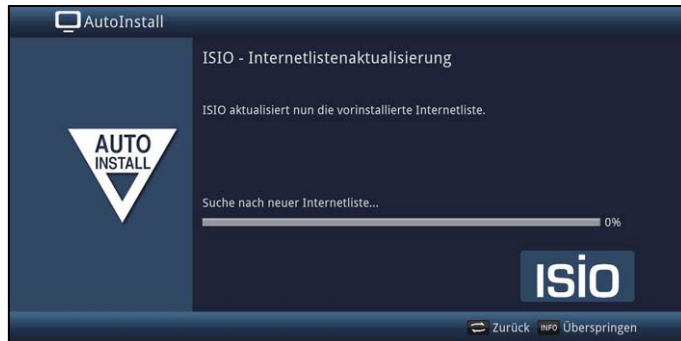 AutoInstall
ISIO - Internetlistenaktualisierung
ISIO aktualisiert nun die vorinstallierte Internetliste.
AUTO
INSTALL
Suche nach neuer Internetliste...
0%
ISIO
Zurück INFO Überspringen